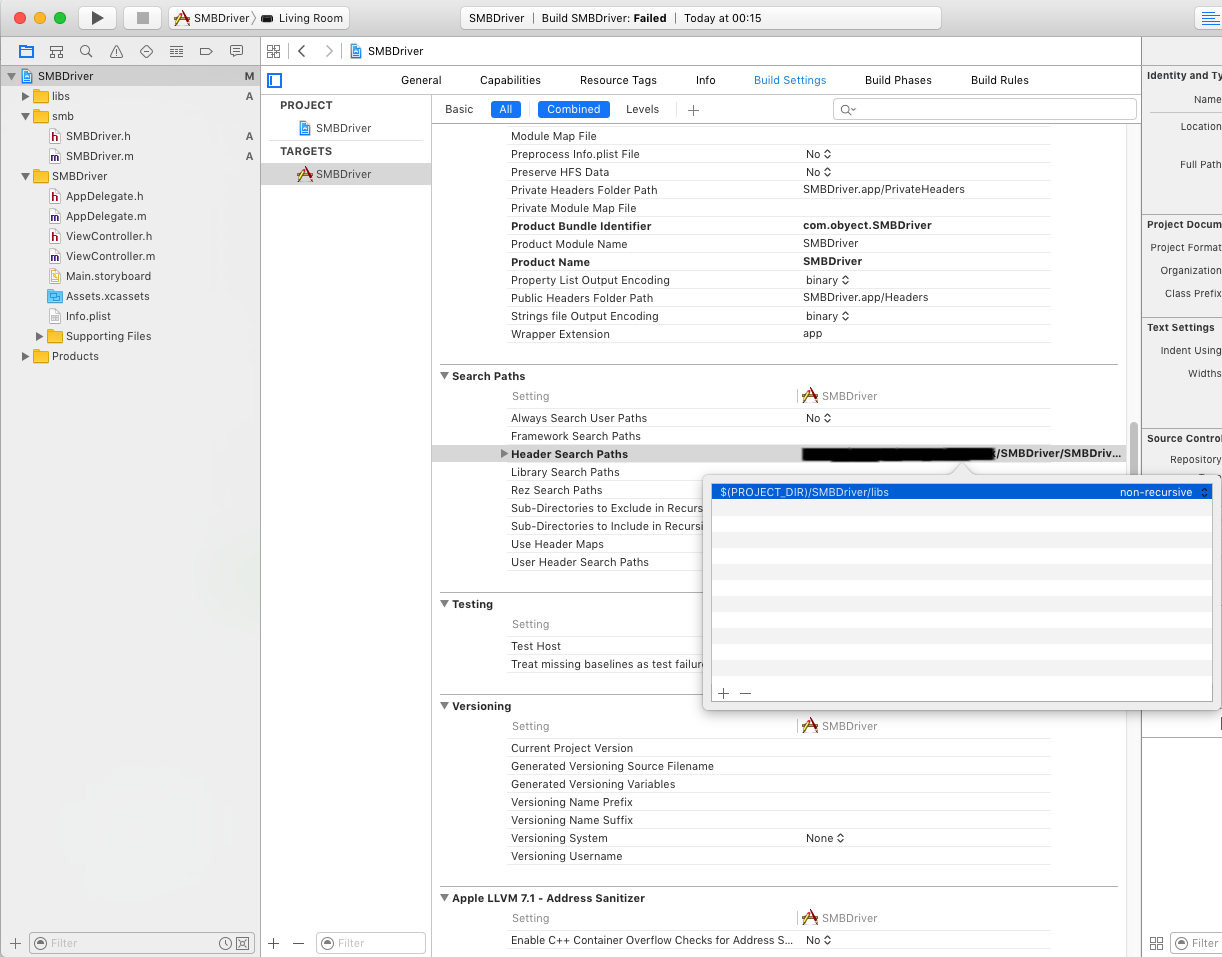 SMBDriver Living Room
SMBDriver Build SMBDriver: Failed Today at 00:15
SMBDriver
SMBDriver M
libs A
smb
h SMBDriver.h A
m SMBDriver.m A
SMBDriver
h AppDelegate.h
m AppDelegate.m
h ViewController.h
m ViewController.m
Main.storyboard
Assets.xcassets
Info.plist
Supporting Files
Products
Filter
General Capabilities Resource Tags Info Build Settings Build Phases Build Rules
PROJECT
SMBDriver
TARGETS
SMBDriver
Filter
Basic All Combined Levels
Module Map File
Preprocess Info.plist File No
Preserve HFS Data No
Private Headers Folder Path SMBDriver.app/PrivateHeaders
Private Module Map File
Product Bundle Identifier com.obyect.SMBDriver
Product Module Name SMBDriver
Product Name SMBDriver
Property List Output Encoding binary
Public Headers Folder Path SMBDriver.app/Headers
Strings file Output Encoding binary
Wrapper Extension app
Search Paths
Setting SMBDriver
Always Search User Paths No
Framework Search Paths
Header Search Paths /SMBDriver/SMBDriv...
Library Search Paths
Rez Search Paths
Sub-Directories to Exclude in Recurs
Sub-Directories to Include in Recursi
Use Header Maps
User Header Search Paths
$(PROJECT_DIR)/SMBDriver/libs non-recursive
Testing
Setting
Test Host
Treat missing baselines as test failur
Versioning
Setting SMBDriver
Current Project Version
Generated Versioning Source Filename
Generated Versioning Variables
Versioning Name Prefix
Versioning Name Suffix
Versioning System None
Versioning Username
Apple LLVM 7.1 - Address Sanitizer
Setting SMBDriver
Enable C++ Container Overflow Checks for Address S... No
Identity and Ty
Name
Location
Full Path
Project Docum
Project Format
Organization
Class Prefix
Text Settings
Indent Using
Widths
Source Contro
Repository
Filter